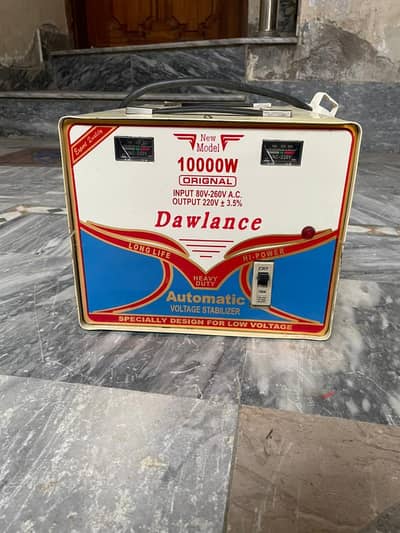 Export Quality
New
Model
10000W
ORIGNAL
INPUT 80V-260V A.C.
OUTPUT 220V ± 3.5%
Dawlance
LONG LIFE
HI-POWER
HEAVY
DUTY
Automatic
VOLTAGE STABILIZER
SPECIALLY DESIGN FOR LOW VOLTAGE